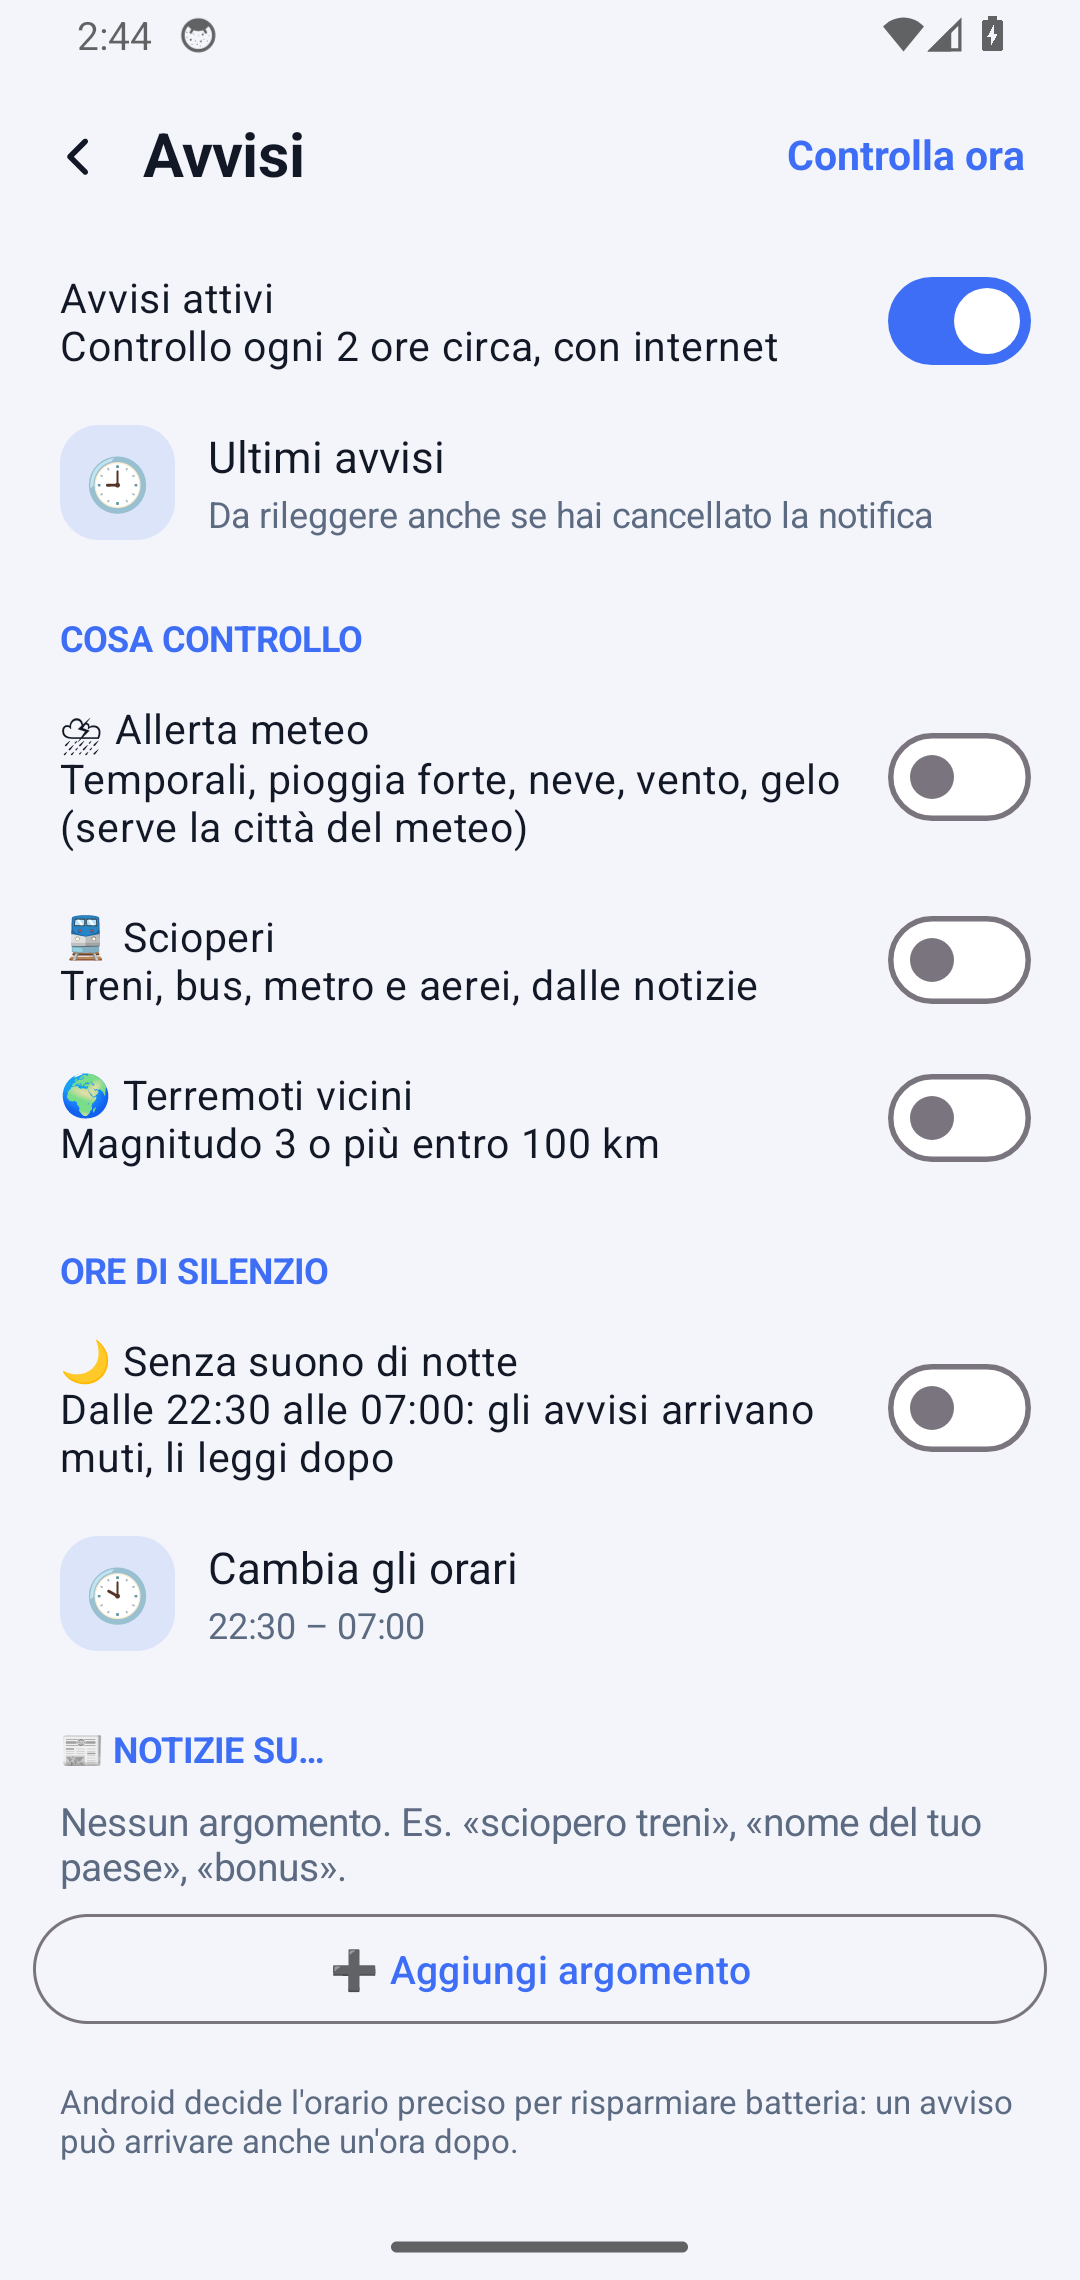 2:44
Avvisi
Controlla ora
Avvisi attivi
Controllo ogni 2 ore circa, con internet
Ultimi avvisi
Da rileggere anche se hai cancellato la notifica
COSA CONTROLLO
⛈ Allerta meteo
Temporali, pioggia forte, neve, vento, gelo
(serve la città del meteo)
🚆 Scioperi
Treni, bus, metro e aerei, dalle notizie
🌍 Terremoti vicini
Magnitudo 3 o più entro 100 km
ORE DI SILENZIO
🌙 Senza suono di notte
Dalle 22:30 alle 07:00: gli avvisi arrivano
muti, li leggi dopo
Cambia gli orari
22:30 – 07:00
📰 NOTIZIE SU…
Nessun argomento. Es. «sciopero treni», «nome del tuo
paese», «bonus».
➕ Aggiungi argomento
Android decide l'orario preciso per risparmiare batteria: un avviso
può arrivare anche un'ora dopo.